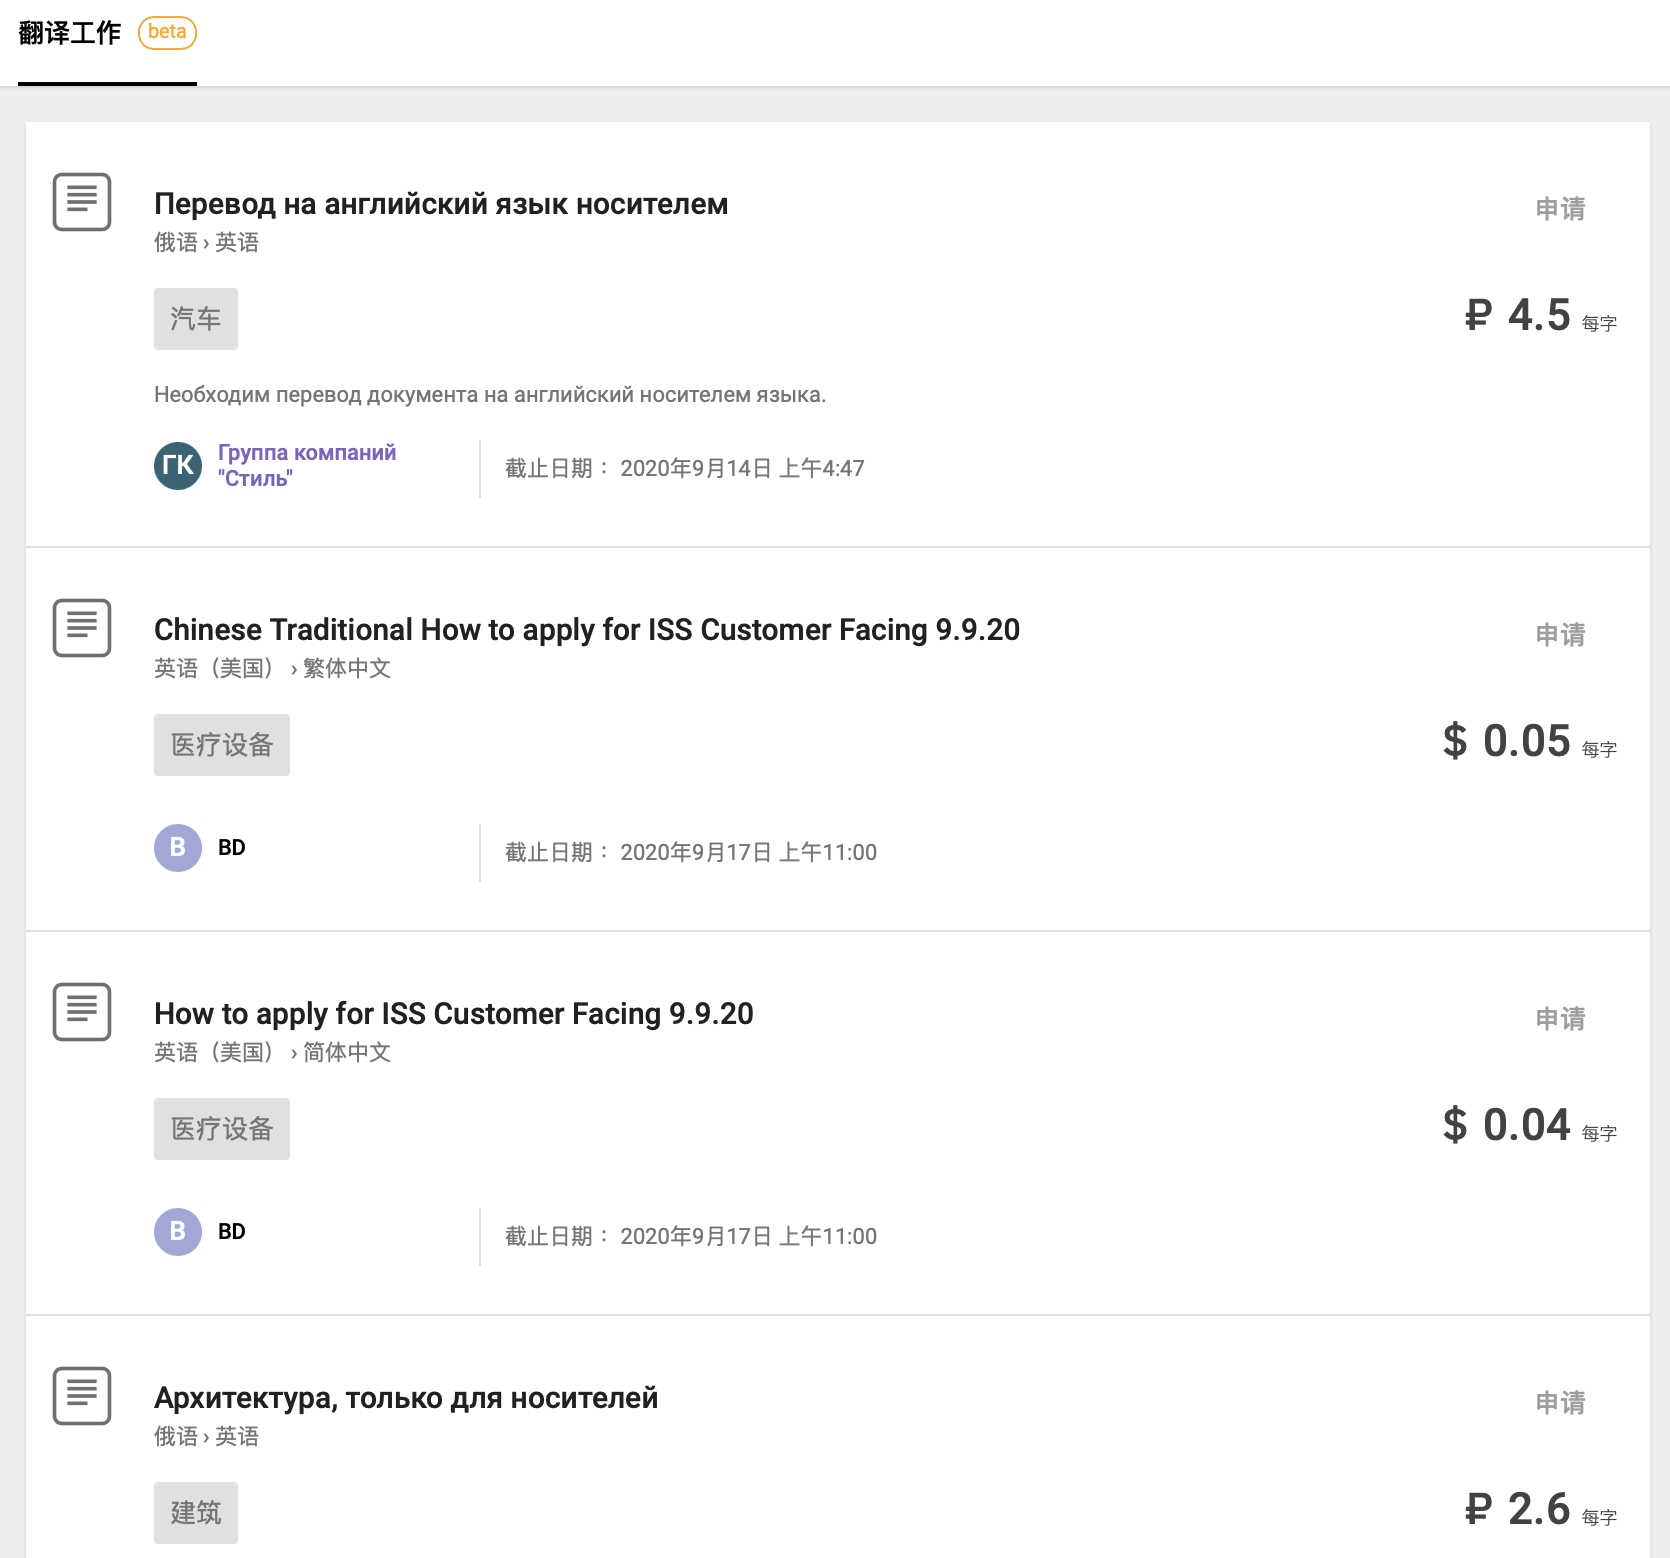 翻译工作 beta
Перевод на английский язык носителем
申请
俄语 › 英语
汽车
₽ 4.5 每字
Необходим перевод документа на английский носителем языка.
ГК
Группа компаний
"Стиль"
截止日期： 2020年9月14日 上午4:47
Chinese Traditional How to apply for ISS Customer Facing 9.9.20
申请
英语（美国） › 繁体中文
医疗设备
$ 0.05 每字
B BD
截止日期： 2020年9月17日 上午11:00
How to apply for ISS Customer Facing 9.9.20
申请
英语（美国） › 简体中文
医疗设备
$ 0.04 每字
B BD
截止日期： 2020年9月17日 上午11:00
Архитектура, только для носителей
申请
俄语 › 英语
建筑
₽ 2.6 每字